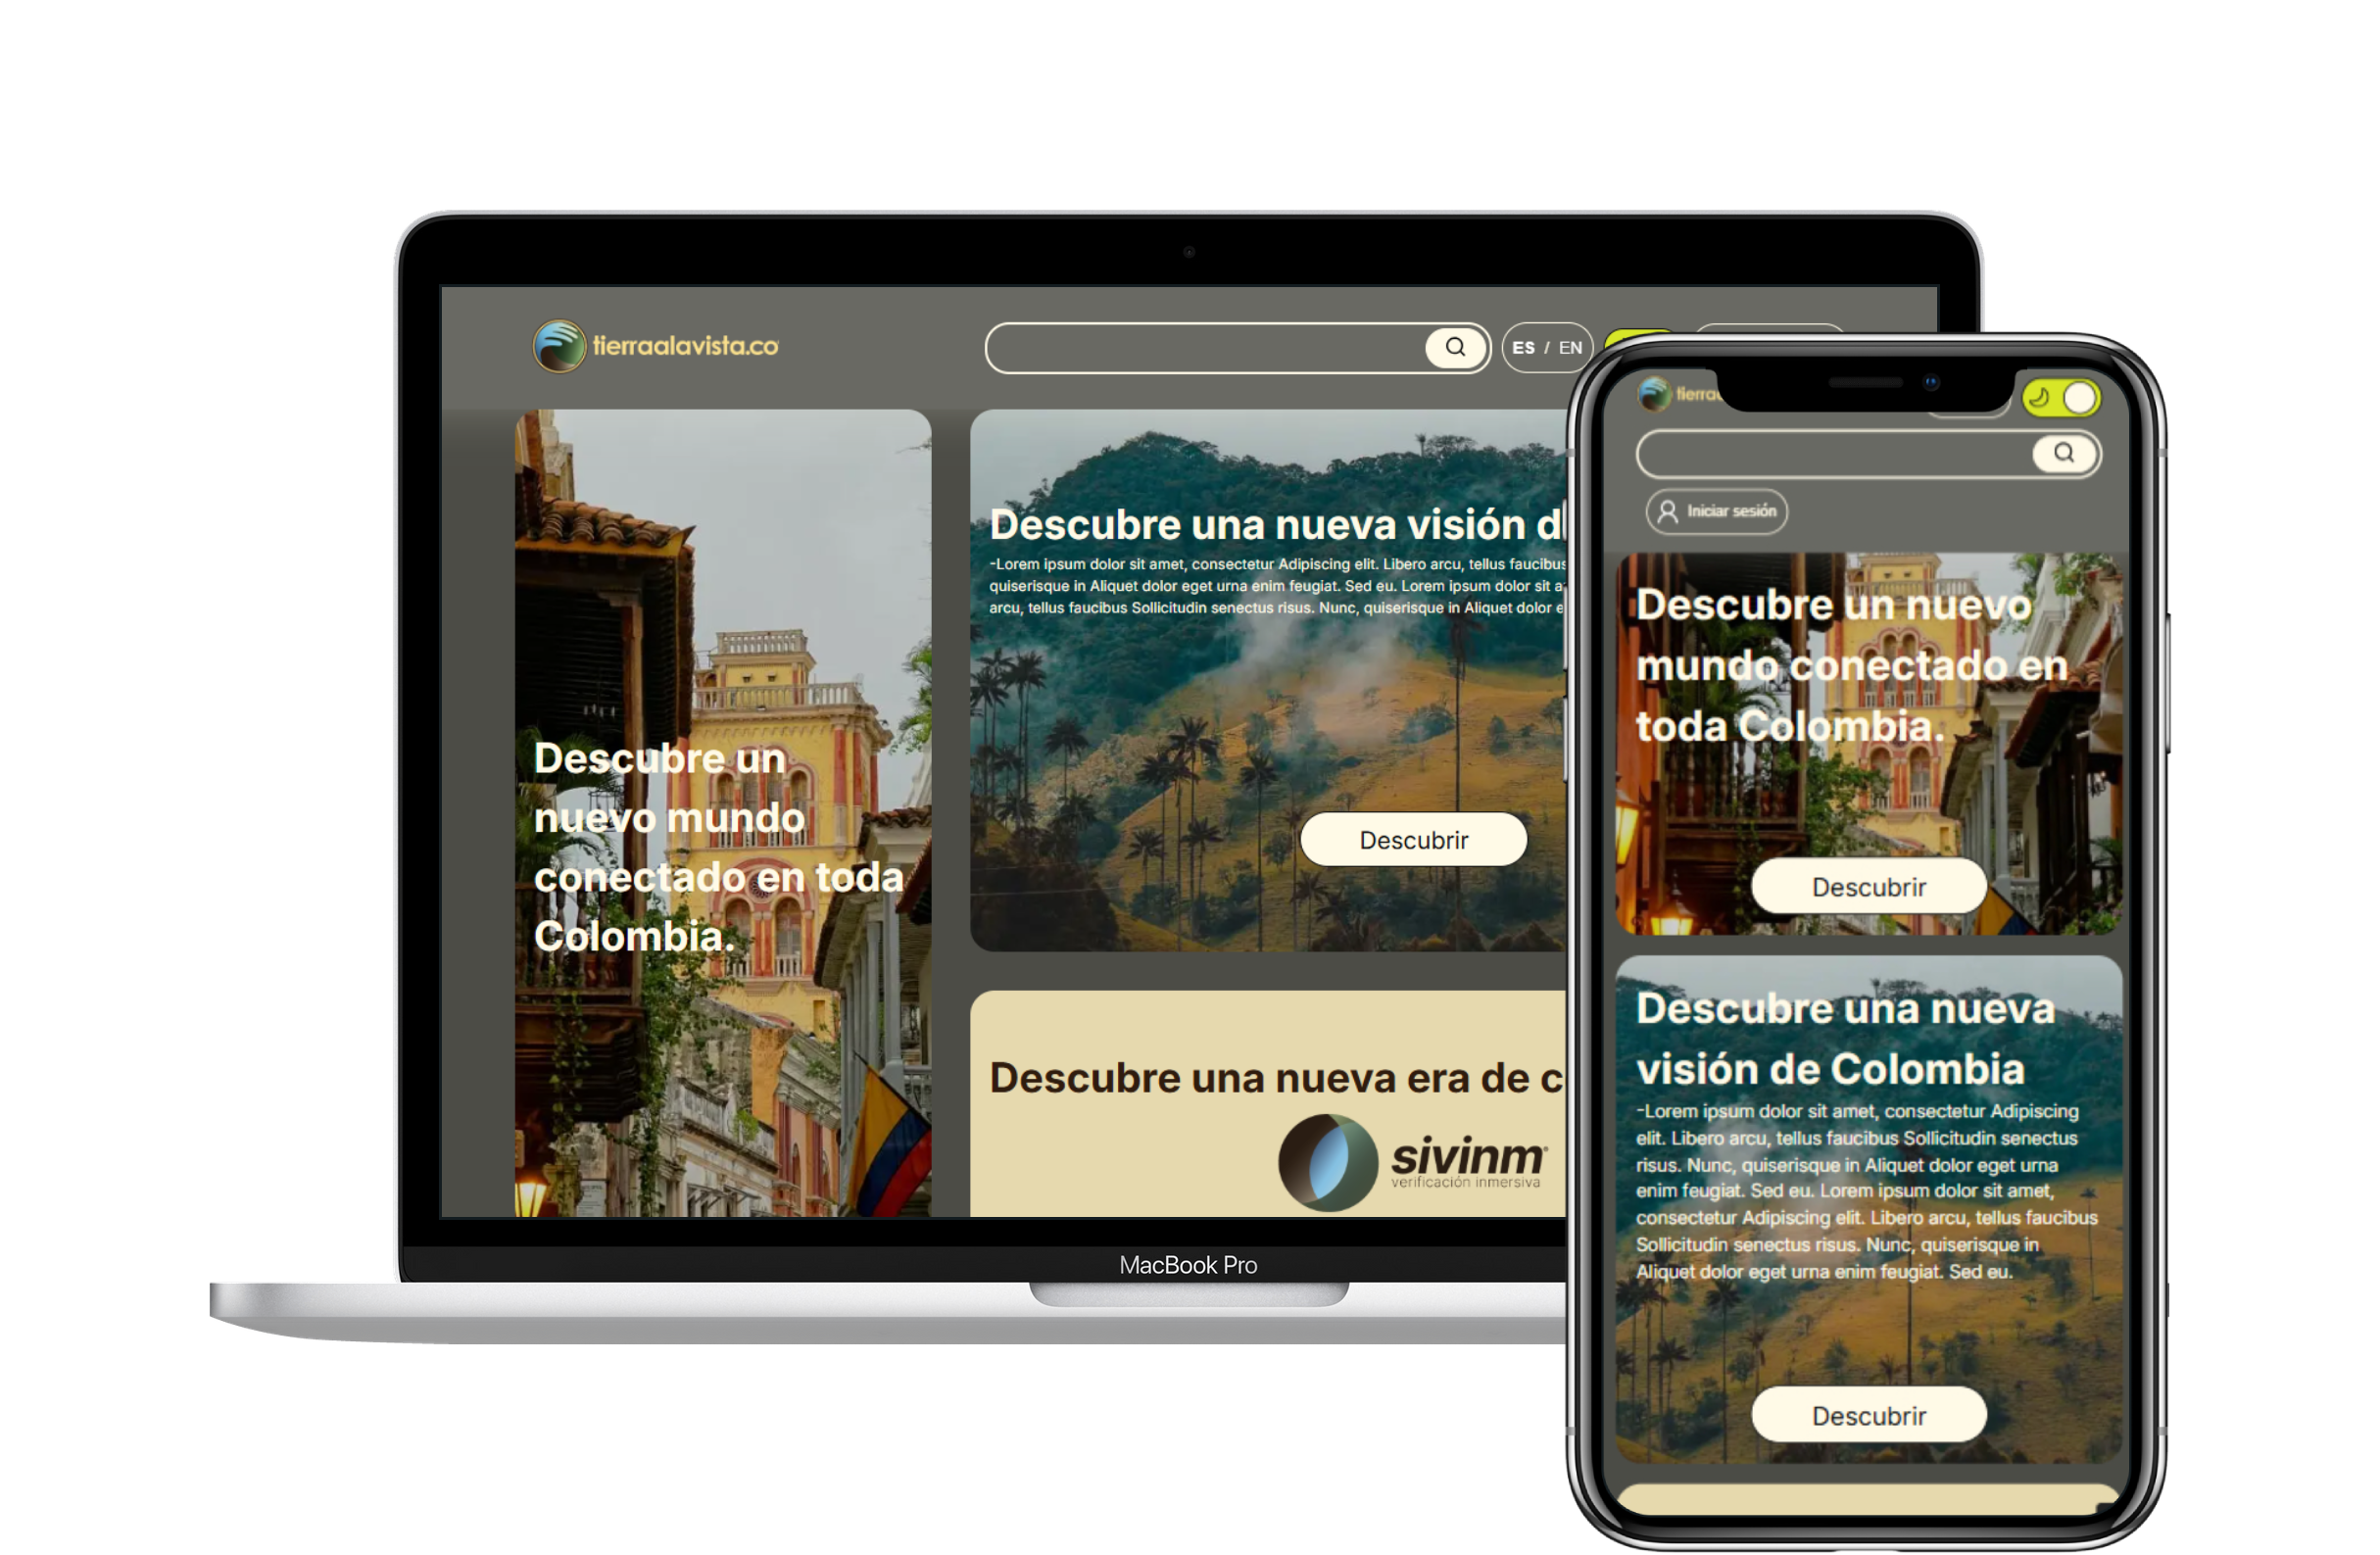 tierraalavista.co
ES / EN
Descubre un
nuevo mundo
conectado en toda
Colombia.
Descubre una nueva visión d
-Lorem ipsum dolor sit amet, consectetur Adipiscing elit. Libero arcu, tellus faucibus
quiserisque in Aliquet dolor eget urna enim feugiat. Sed eu. Lorem ipsum dolor sit a
arcu, tellus faucibus Sollicitudin senectus risus. Nunc, quiserisque in Aliquet dolor e
Descubrir
Descubre una nueva era de c
sivinm
verificación inmersiva
MacBook Pro
tierra
Iniciar sesión
Descubre un nuevo
mundo conectado en
toda Colombia.
Descubrir
Descubre una nueva
visión de Colombia
-Lorem ipsum dolor sit amet, consectetur Adipiscing
elit. Libero arcu, tellus faucibus Sollicitudin senectus
risus. Nunc, quiserisque in Aliquet dolor eget urna
enim feugiat. Sed eu. Lorem ipsum dolor sit amet,
consectetur Adipiscing elit. Libero arcu, tellus faucibus
Sollicitudin senectus risus. Nunc, quiserisque in
Aliquet dolor eget urna enim feugiat. Sed eu.
Descubrir